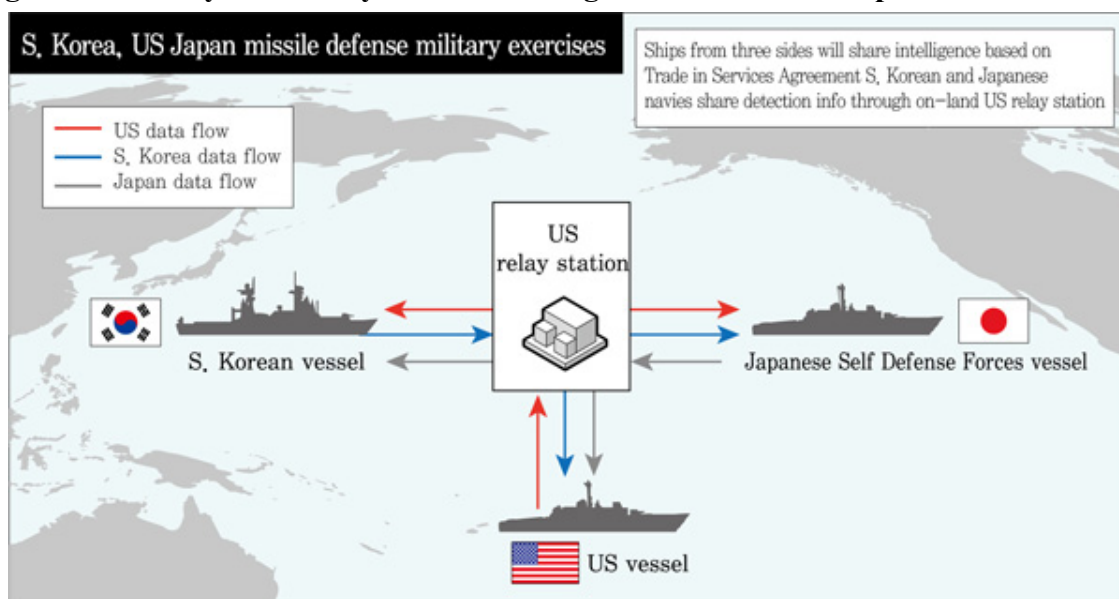 S. Korea, US Japan missile defense military exercises
Ships from three sides will share intelligence based on
Trade in Services Agreement S. Korean and Japanese
navies share detection info through on-land US relay station
US data flow
S. Korea data flow
Japan data flow
US
relay station
S. Korean vessel
Japanese Self Defense Forces vessel
US vessel